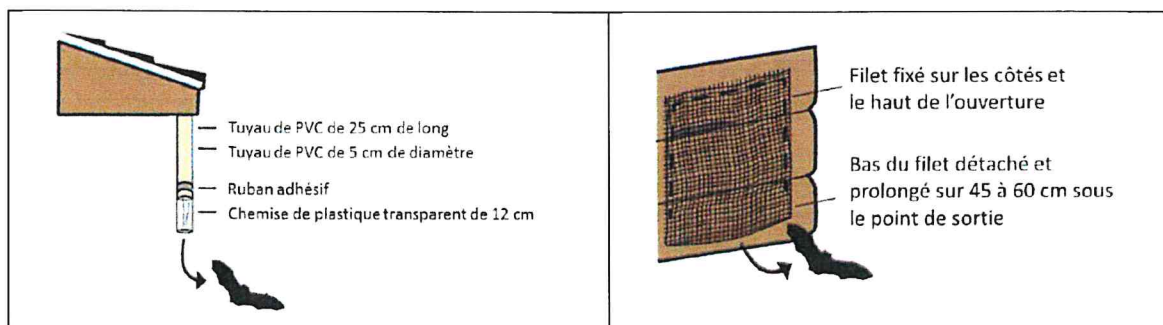 Tuyau de PVC de 25 cm de long
Tuyau de PVC de 5 cm de diamètre
Ruban adhésif
Chemise de plastique transparent de 12 cm
Filet fixé sur les côtés et
le haut de l'ouverture
Bas du filet détaché et
prolongé sur 45 à 60 cm sous
le point de sortie